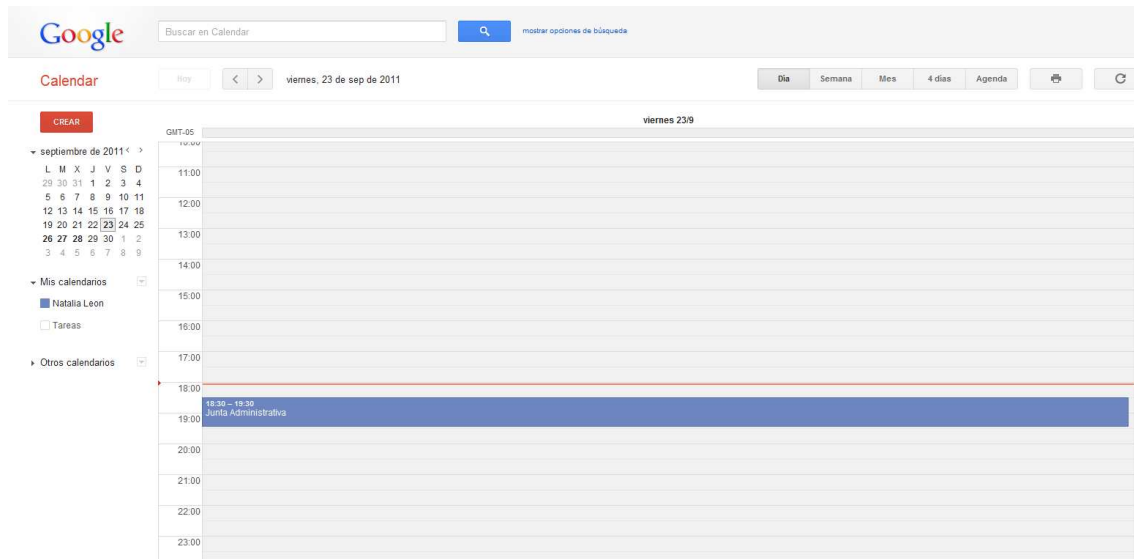 Google
Buscar en Calendar
mostrar opciones de búsqueda
Calendar
Hoy
viernes, 23 de sep de 2011
Día Semana Mes 4 días Agenda
CREAR
septiembre de 2011
L M X J V S D
29 30 31 1 2 3 4
5 6 7 8 9 10 11
12 13 14 15 16 17 18
19 20 21 22 23 24 25
26 27 28 29 30 1 2
3 4 5 6 7 8 9
Mis calendarios
Natalia Leon
Tareas
Otros calendarios
viernes 23/9
GMT-05
10:00
11:00
12:00
13:00
14:00
15:00
16:00
17:00
18:00
18:30 – 19:30
Junta Administrativa
19:00
20:00
21:00
22:00
23:00